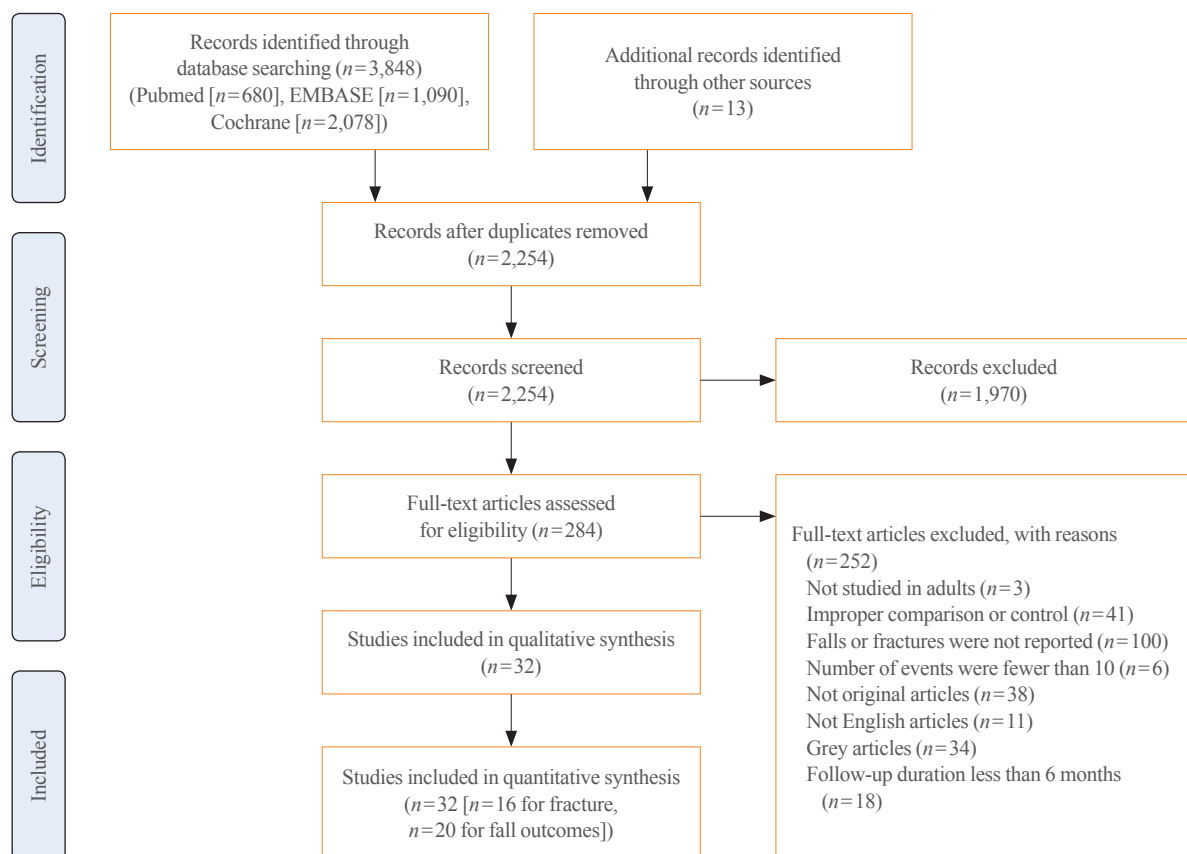 Identification
Records identified through
database searching (n=3,848)
(Pubmed [n=680], EMBASE [n=1,090],
Cochrane [n=2,078])
Additional records identified
through other sources
(n=13)
Screening
Records after duplicates removed
(n=2,254)
Records screened
(n=2,254)
Records excluded
(n=1,970)
Eligibility
Full-text articles assessed
for eligibility (n=284)
Full-text articles excluded, with reasons
(n=252)
Not studied in adults (n=3)
Improper comparison or control (n=41)
Falls or fractures were not reported (n=100)
Number of events were fewer than 10 (n=6)
Not original articles (n=38)
Not English articles (n=11)
Grey articles (n=34)
Follow-up duration less than 6 months
(n=18)
Studies included in qualitative synthesis
(n=32)
Included
Studies included in quantitative synthesis
(n=32 [n=16 for fracture,
n=20 for fall outcomes])